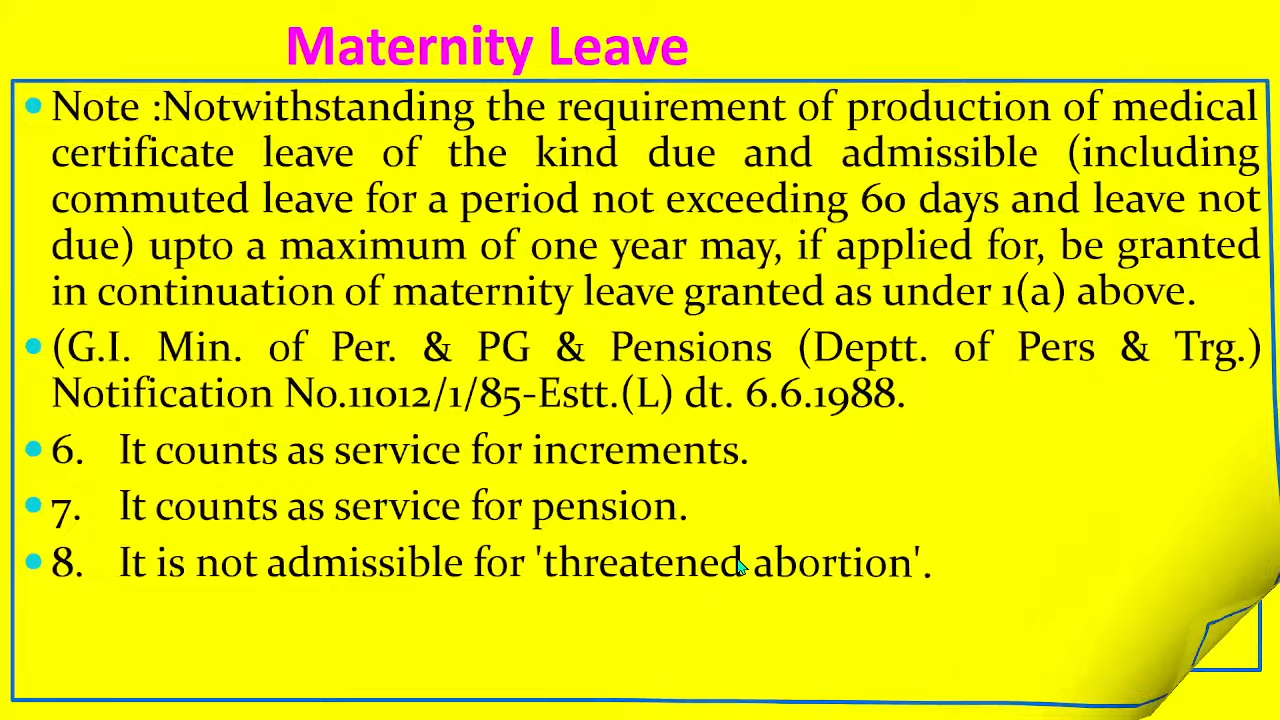 Maternity Leave
• Note :Notwithstanding the requirement of production of medical
certificate leave of the kind due and admissible (including
commuted leave for a period not exceeding 60 days and leave not
due) upto a maximum of one year may, if applied for, be granted
in continuation of maternity leave granted as under 1(a) above.
• (G.I. Min. of Per. & PG & Pensions (Deptt. of Pers & Trg.)
Notification No.11012/1/85-Estt.(L) dt. 6.6.1988.
• 6. It counts as service for increments.
• 7. It counts as service for pension.
• 8. It is not admissible for 'threatened abortion'.